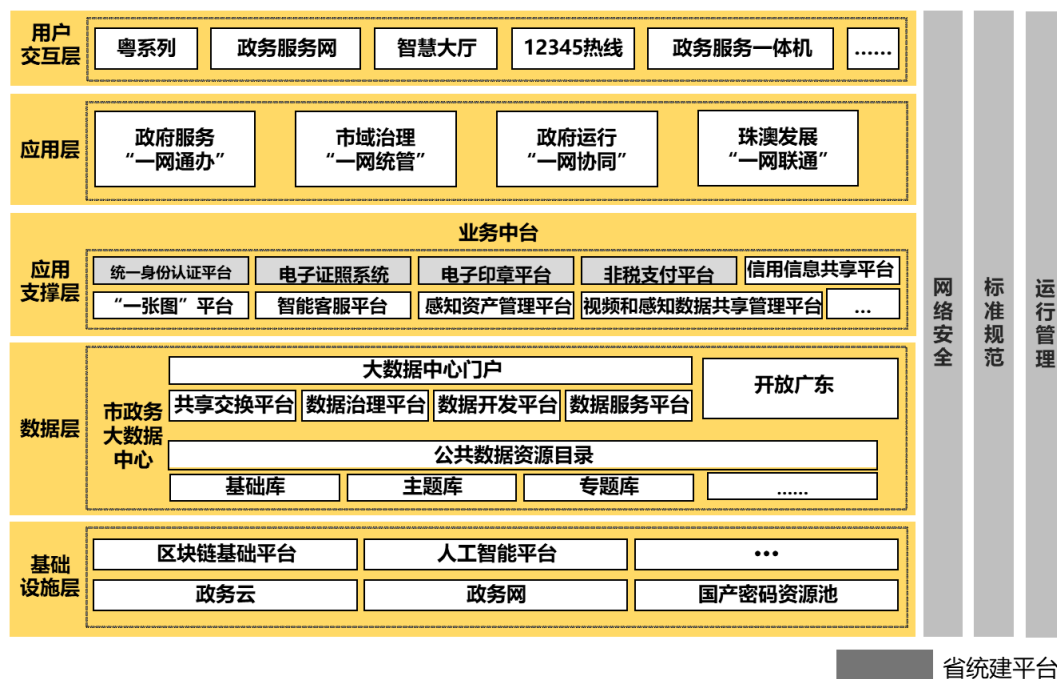 用户
交互层
粤系列
政务服务网
智慧大厅
12345热线
政务服务一体机
……
应用层
政府服务
“一网通办”
市域治理
“一网统管”
政府运行
“一网协同”
珠澳发展
“一网联通”
业务中台
应用
支撑层
统一身份认证平台
电子证照系统
电子印章平台
非税支付平台
信用信息共享平台
“一张图”平台
智能客服平台
感知资产管理平台
视频和感知数据共享管理平台
...
数据层
市政务
大数据
中心
大数据中心门户
开放广东
共享交换平台
数据治理平台
数据开发平台
数据服务平台
公共数据资源目录
基础库
主题库
专题库
......
基础
设施层
区块链基础平台
人工智能平台
•••
政务云
政务网
国产密码资源池
网络安全
标准规范
运行管理
省统建平台